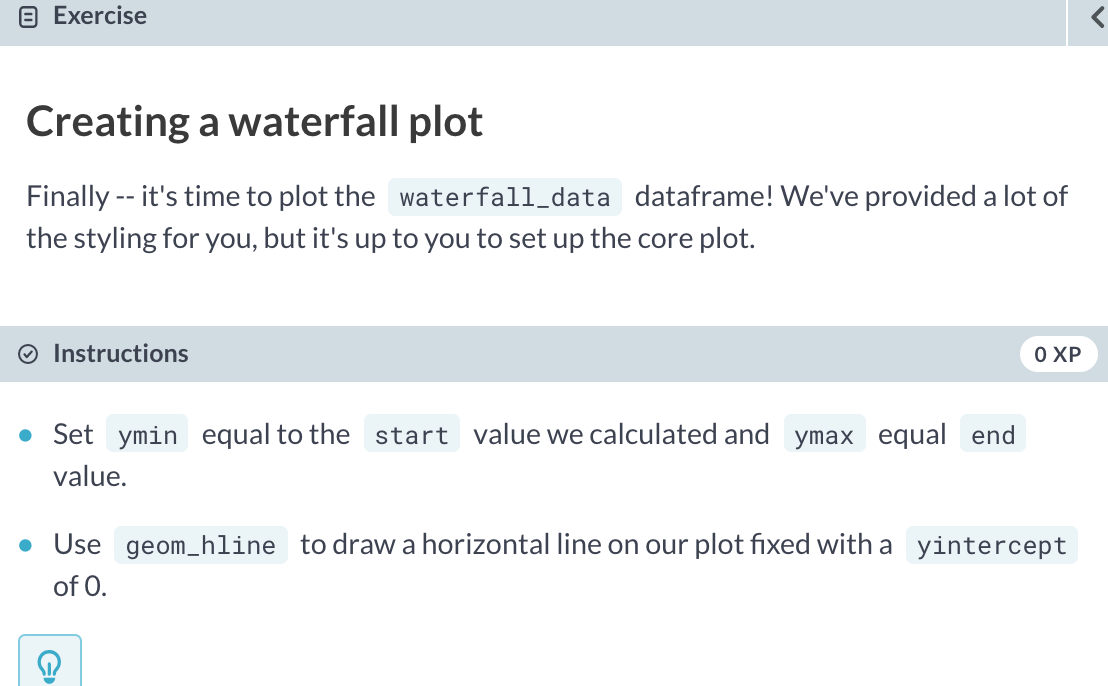 Exercise
Creating a waterfall plot
Finally -- it's time to plot the waterfall_data dataframe! We've provided a lot of
the styling for you, but it's up to you to set up the core plot.
Instructions
0 XP
Set ymin equal to the start value we calculated and ymax equal end
value.
Use geom_hline to draw a horizontal line on our plot fixed with a yintercept
of 0.